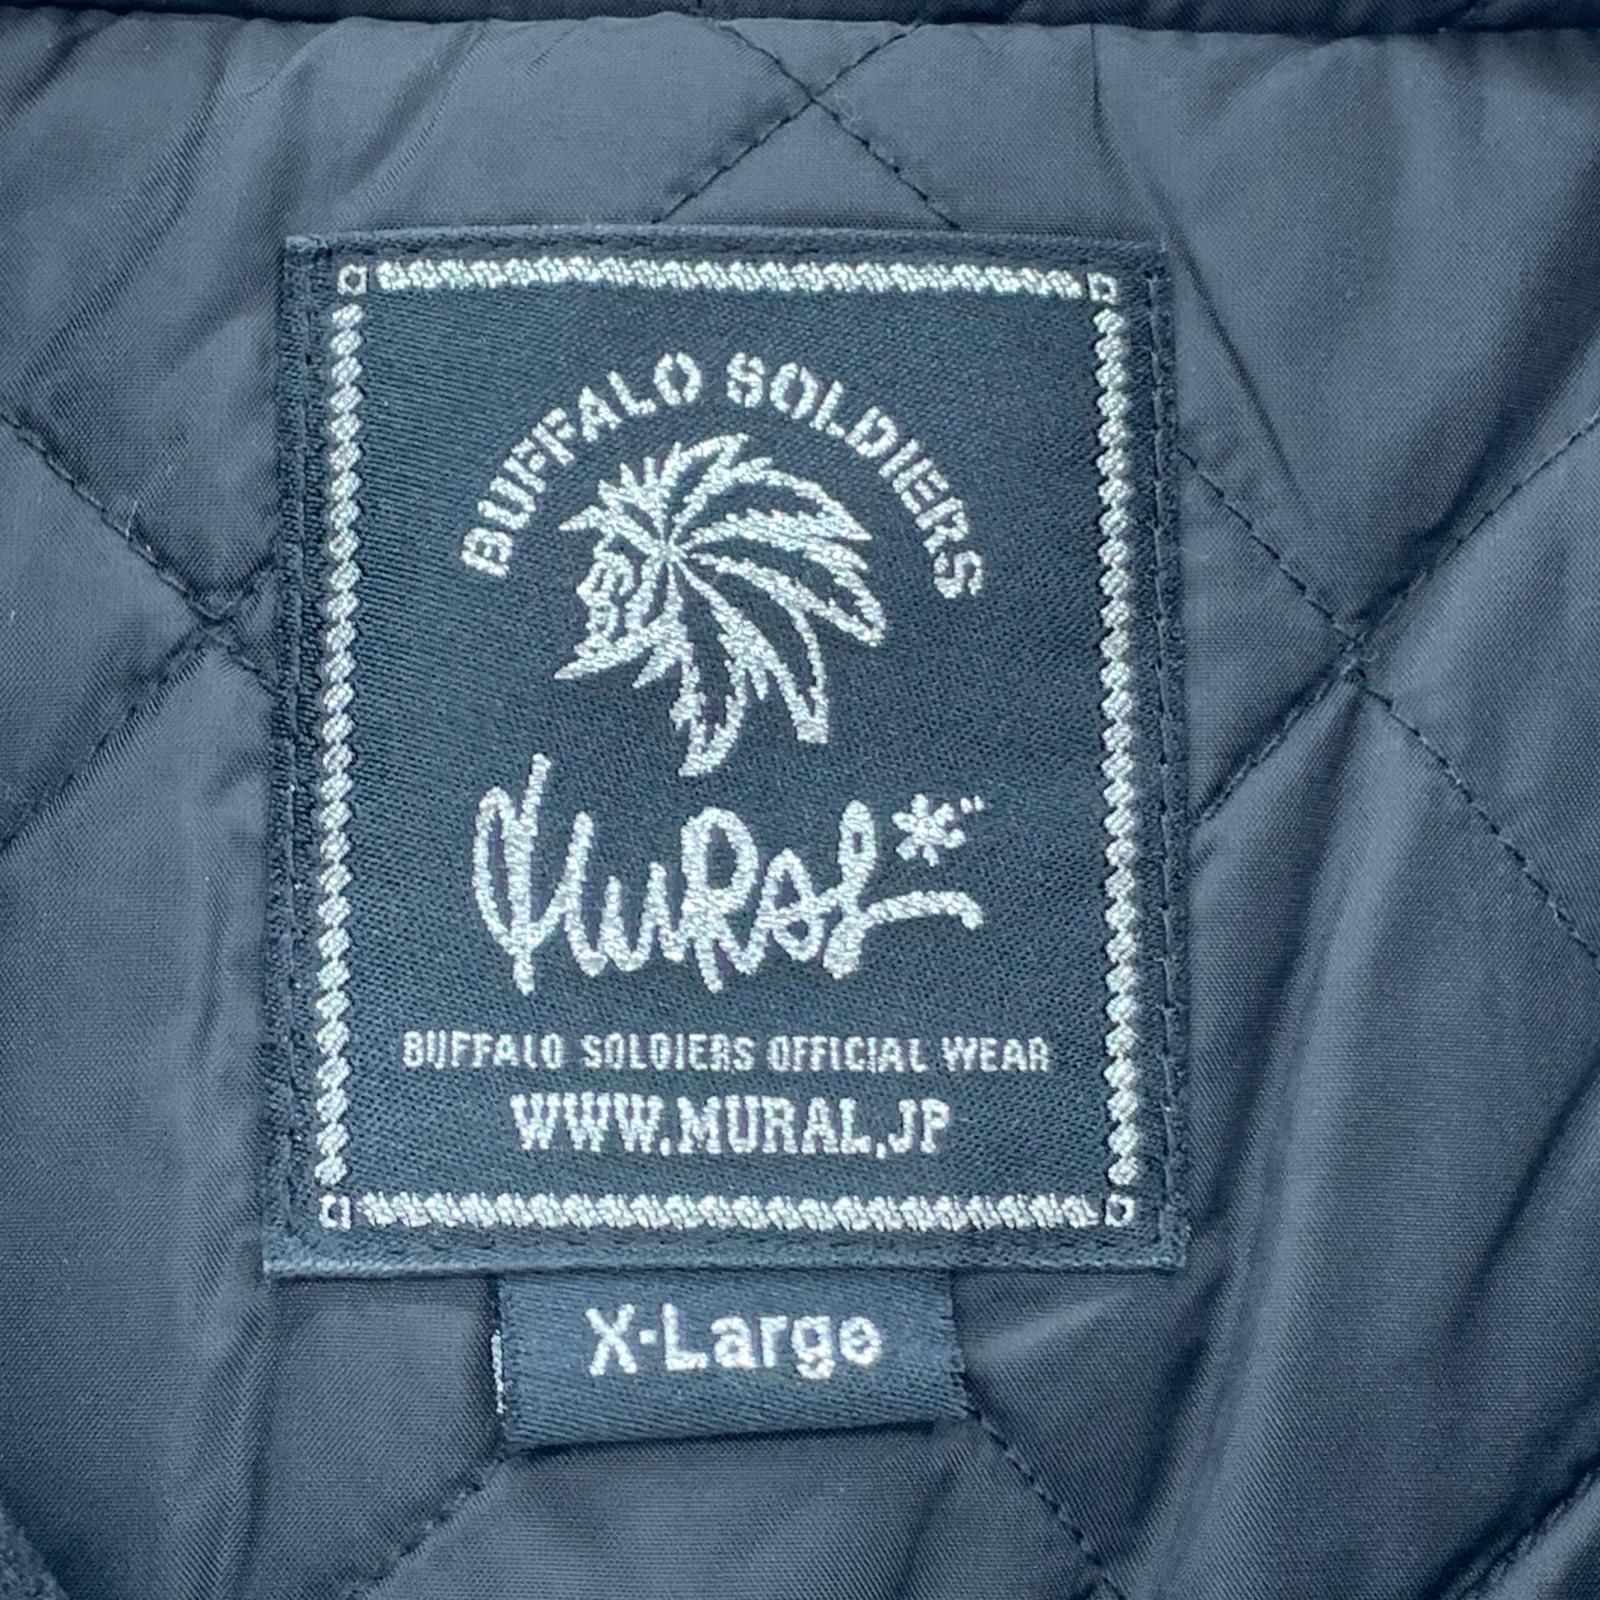 BUFFALO SOLDIERS
MURAL
BUFFALO SOLDIERS OFFICIAL WEAR
WWW.MURAL.JP
X-Large